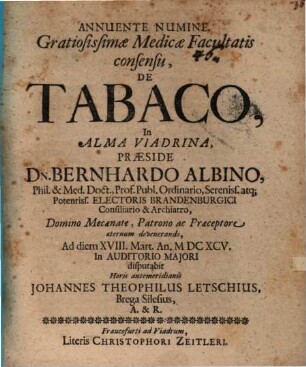 ANNUENTE NUMINE,
Gratiosissimæ Medicæ Facultatis
consensu,
DE
TABACO,
In
ALMA VIADRINA,
PRÆSIDE
DN. BERNHARDO ALBINO,
Phil. & Med. Doct., Prof. Publ. Ordinario, Sereniss. atq;
Potentiss. ELECTORIS BRANDENBURGICI
Consiliario & Archiatro,
Domino Mecœnate, Patrono ac Præceptore
æternum devenerando,
Ad diem XVIII. Mart. An. M DC XCV.
In AUDITORIO MAJORI
disputabit
Horis antemeridianis
JOHANNES THEOPHILUS LETSCHIUS,
Brega Silesius,
A. & R.
Francofurti ad Viadrum,
Literis CHRISTOPHORI ZEITLERI.